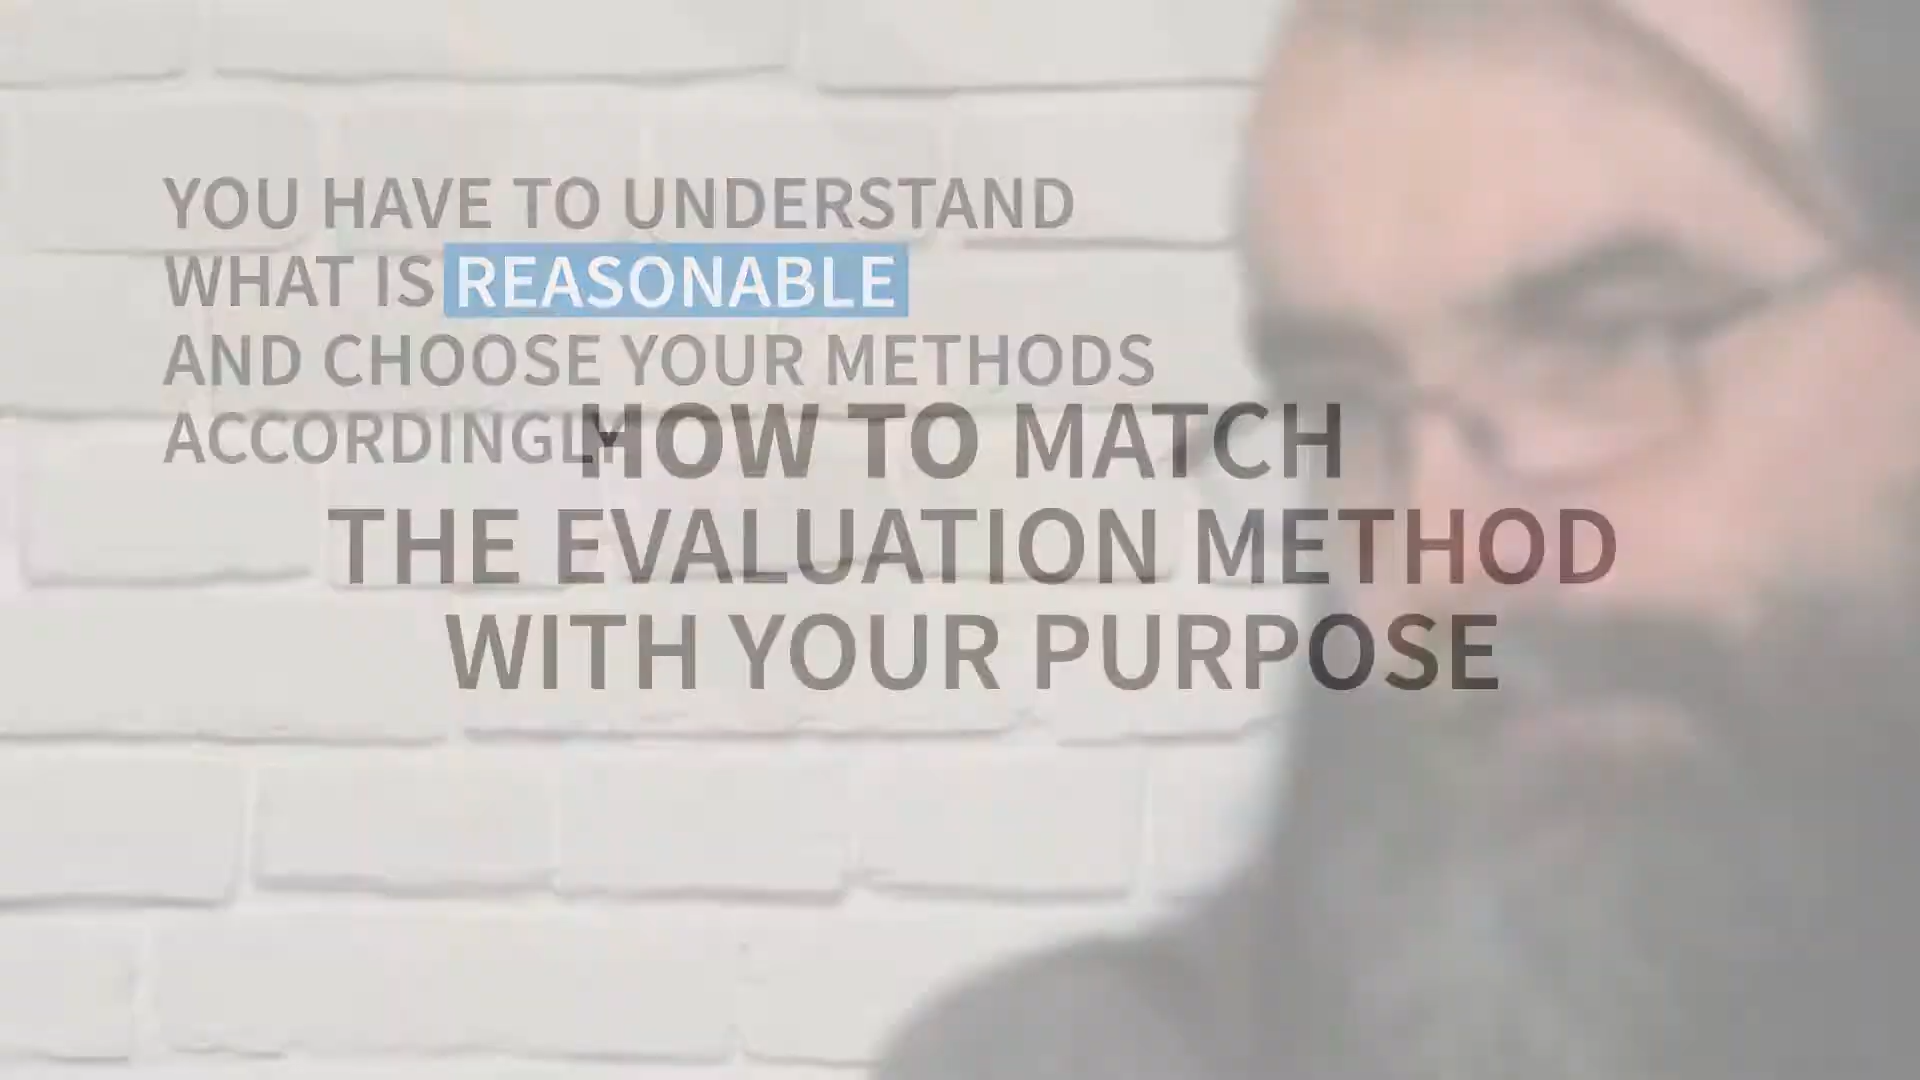 YOU HAVE TO UNDERSTAND
WHAT IS REASONABLE
AND CHOOSE YOUR METHODS
ACCORDINGLY
HOW TO MATCH
THE EVALUATION METHOD
WITH YOUR PURPOSE